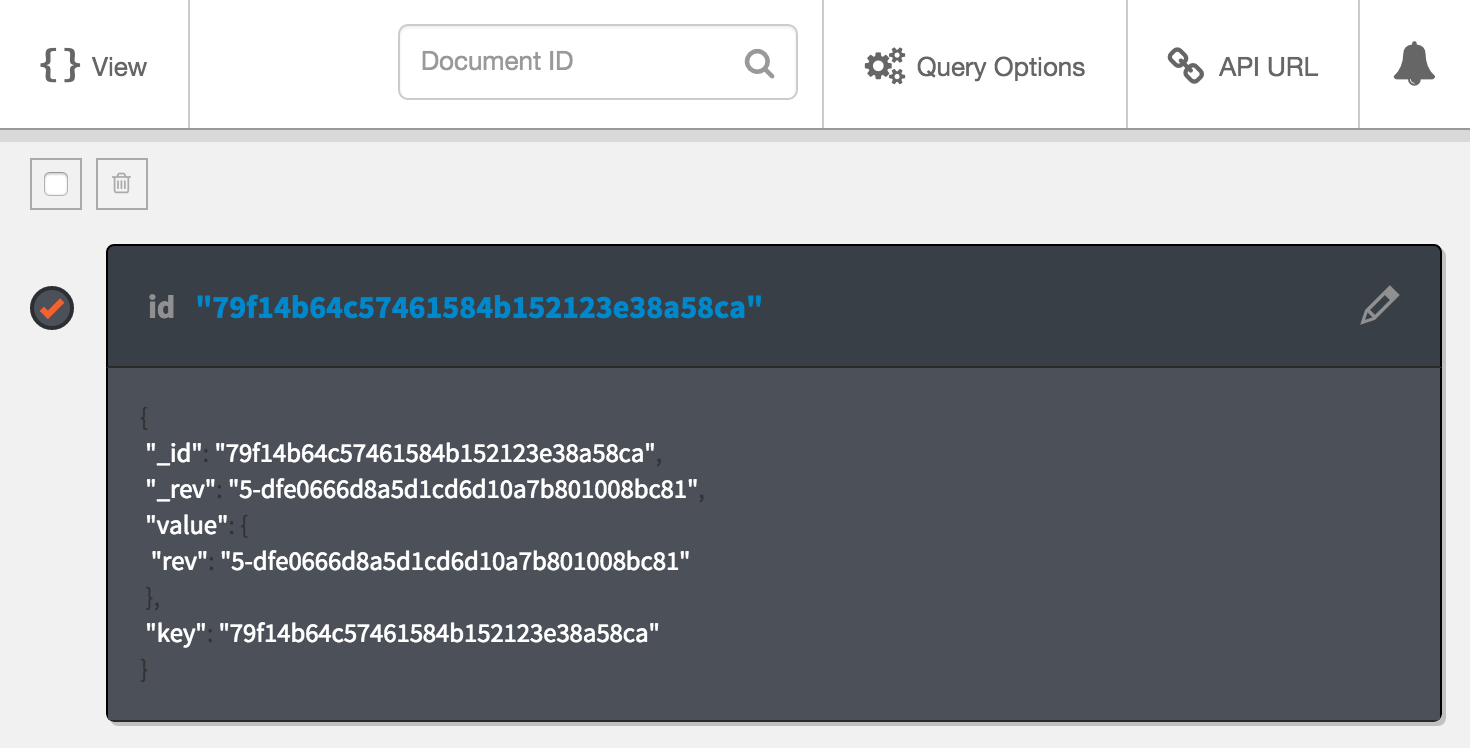 { } View
Document ID
Query Options
API URL
id "79f14b64c57461584b152123e38a58ca"
{
"_id": "79f14b64c57461584b152123e38a58ca",
"_rev": "5-dfe0666d8a5d1cd6d10a7b801008bc81",
"value": {
"rev": "5-dfe0666d8a5d1cd6d10a7b801008bc81"
},
"key": "79f14b64c57461584b152123e38a58ca"
}